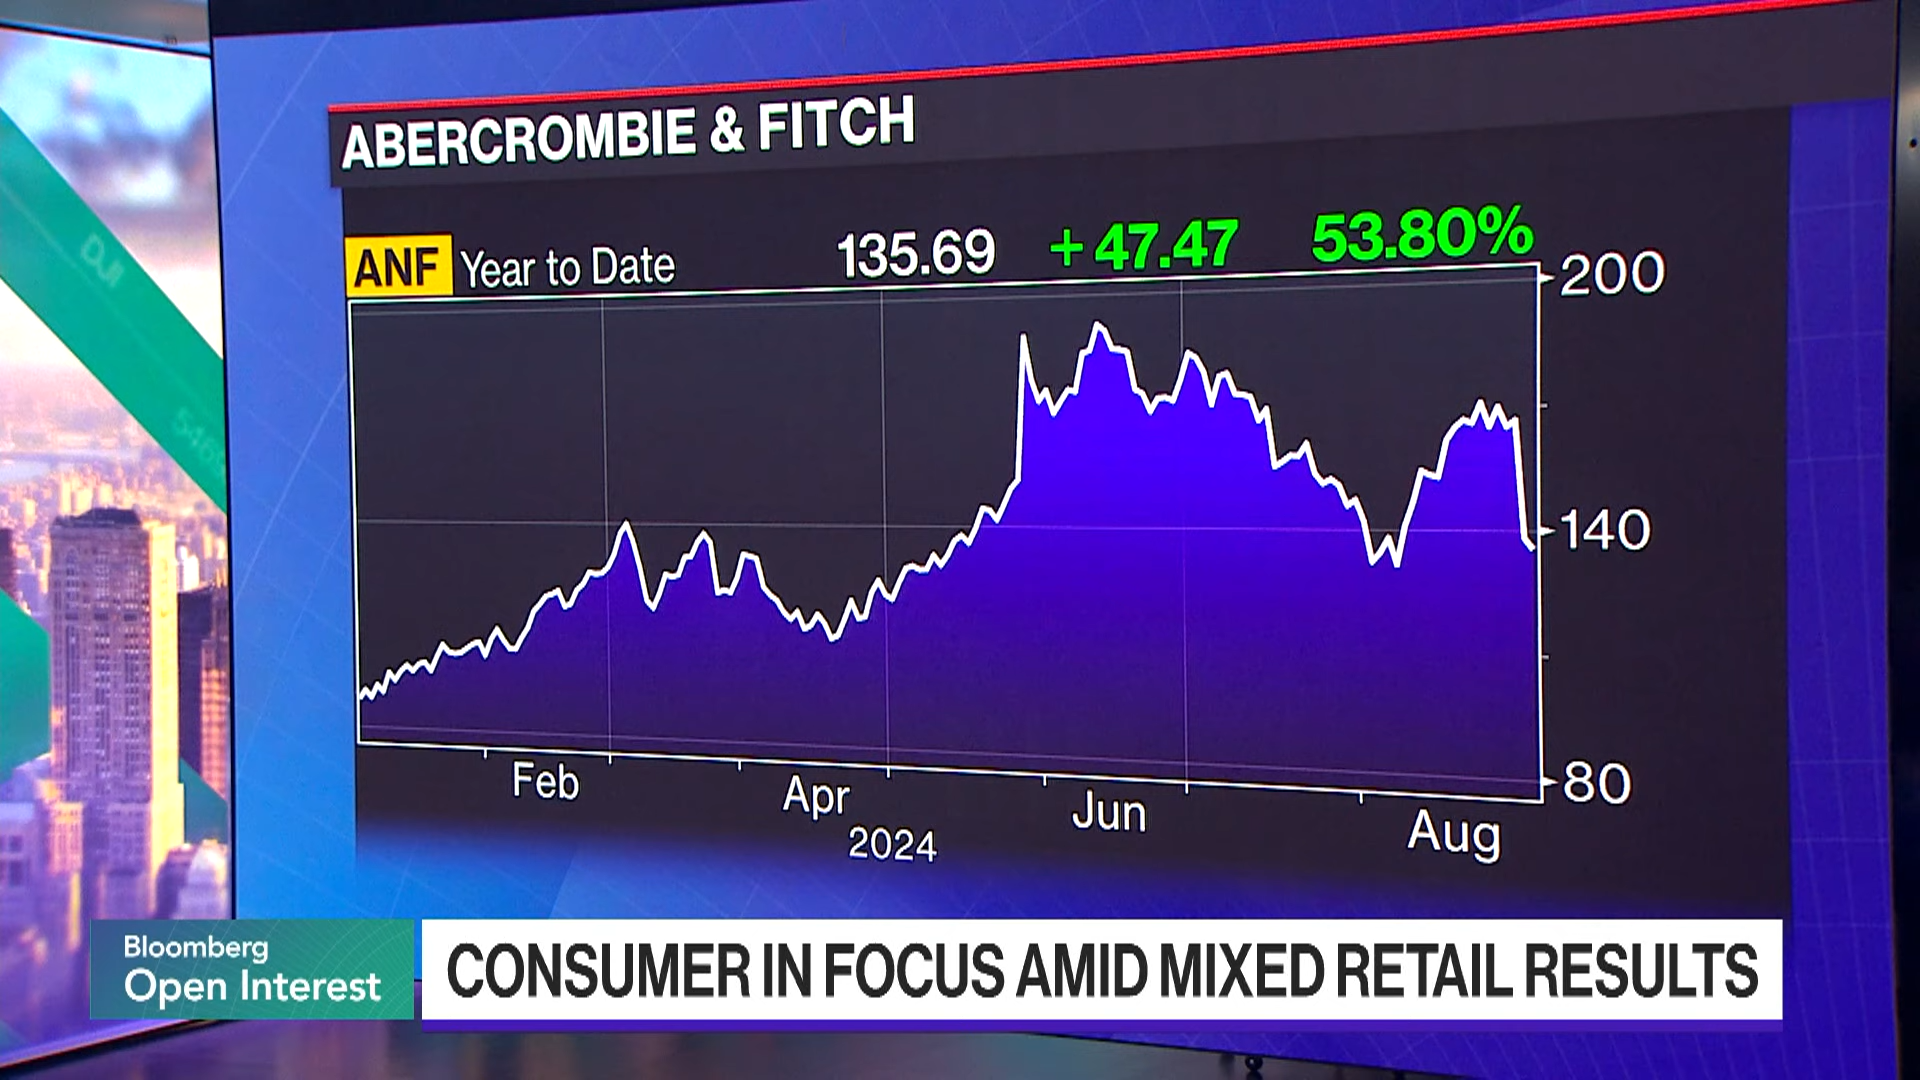 DJI
ABERCROMBIE & FITCH
ANF Year to Date 135.69 +47.47 53.80%
200
140
80
Feb Apr Jun Aug
2024
Bloomberg
Open Interest
CONSUMER IN FOCUS AMID MIXED RETAIL RESULTS